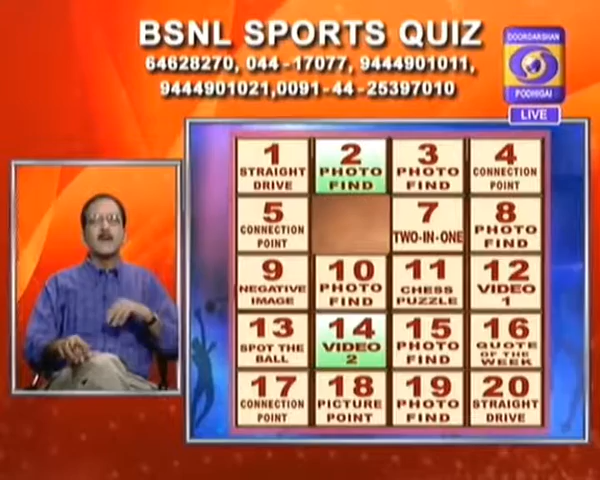 BSNL SPORTS QUIZ
64628270, 044-17077, 9444901011,
9444901021,0091-44-25397010
DOORDARSHAN
PODHIGAI
LIVE
1
STRAIGHT
DRIVE
2
PHOTO
FIND
3
PHOTO
FIND
4
CONNECTION
POINT
5
CONNECTION
POINT
7
TWO-IN-ONE
8
PHOTO
FIND
9
NEGATIVE
IMAGE
10
PHOTO
FIND
11
CHESS
PUZZLE
12
VIDEO
1
13
SPOT THE
BALL
14
VIDEO
2
15
PHOTO
FIND
16
QUOTE
OF THE
WEEK
17
CONNECTION
POINT
18
PICTURE
POINT
19
PHOTO
FIND
20
STRAIGHT
DRIVE